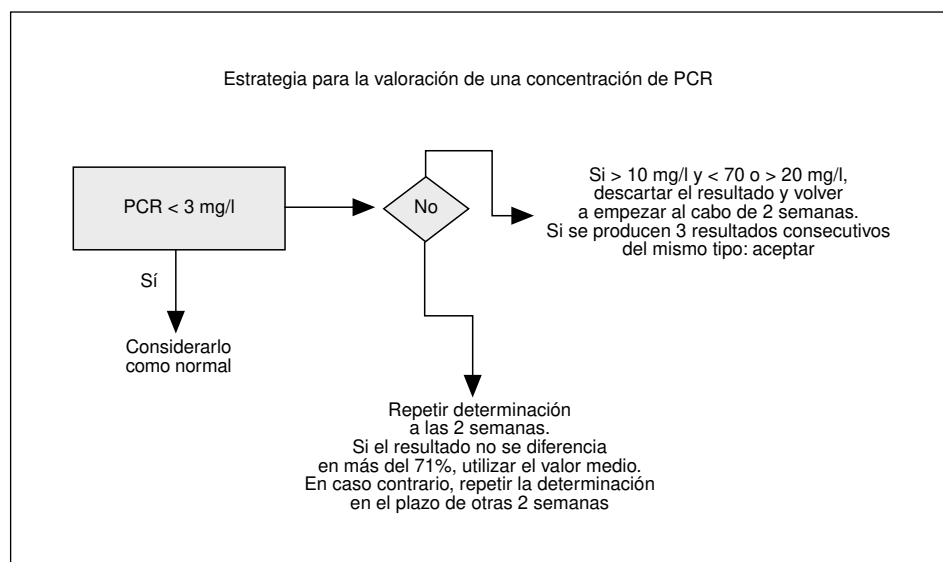 Estrategia para la valoración de una concentración de PCR
PCR < 3 mg/l
No
Si > 10 mg/l y < 70 o > 20 mg/l,
descartar el resultado y volver
a empezar al cabo de 2 semanas.
Si se producen 3 resultados consecutivos
del mismo tipo: aceptar
Sí
Considerarlo
como normal
Repetir determinación
a las 2 semanas.
Si el resultado no se diferencia
en más del 71%, utilizar el valor medio.
En caso contrario, repetir la determinación
en el plazo de otras 2 semanas